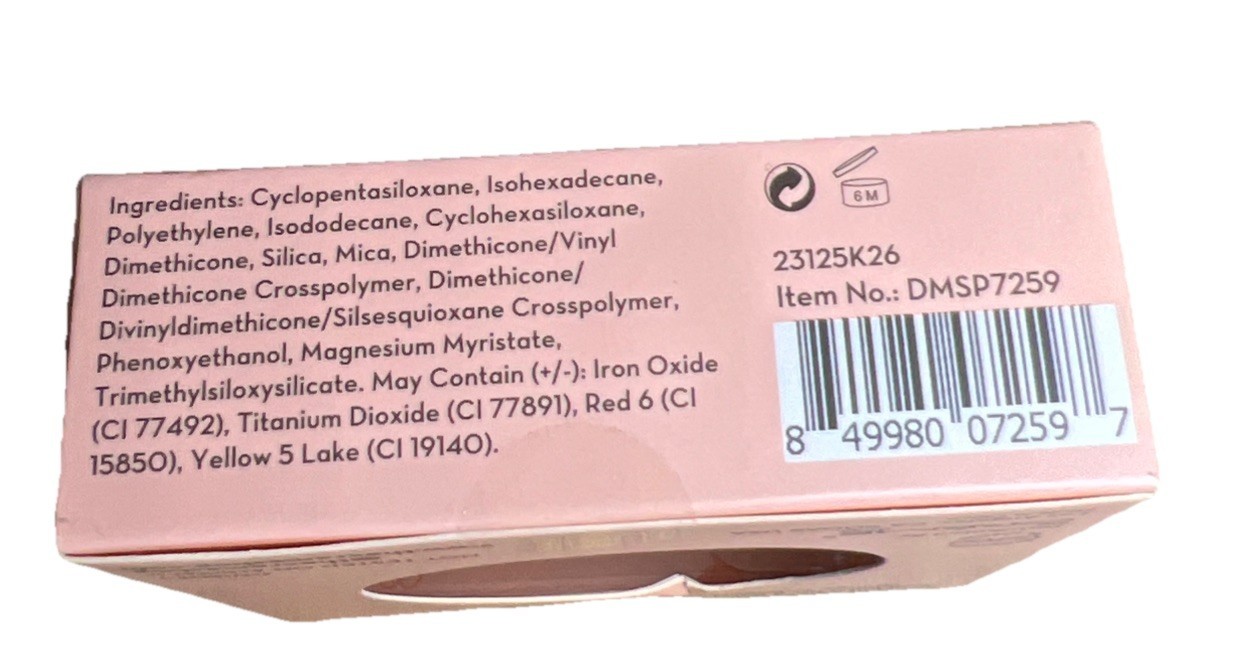 Ingredients: Cyclopentasiloxane, Isohexadecane,
Polyethylene, Isododecane, Cyclohexasiloxane,
Dimethicone, Silica, Mica, Dimethicone/Vinyl
Dimethicone Crosspolymer, Dimethicone/
Divinyldimethicone/Silsesquioxane Crosspolymer,
Phenoxyethanol, Magnesium Myristate,
Trimethylsiloxysilicate. May Contain (+/-): Iron Oxide
(CI 77492), Titanium Dioxide (CI 77891), Red 6 (CI
15850), Yellow 5 Lake (CI 19140).
6 M
23125K26
Item No.: DMSP7259
8 49980 07259 7